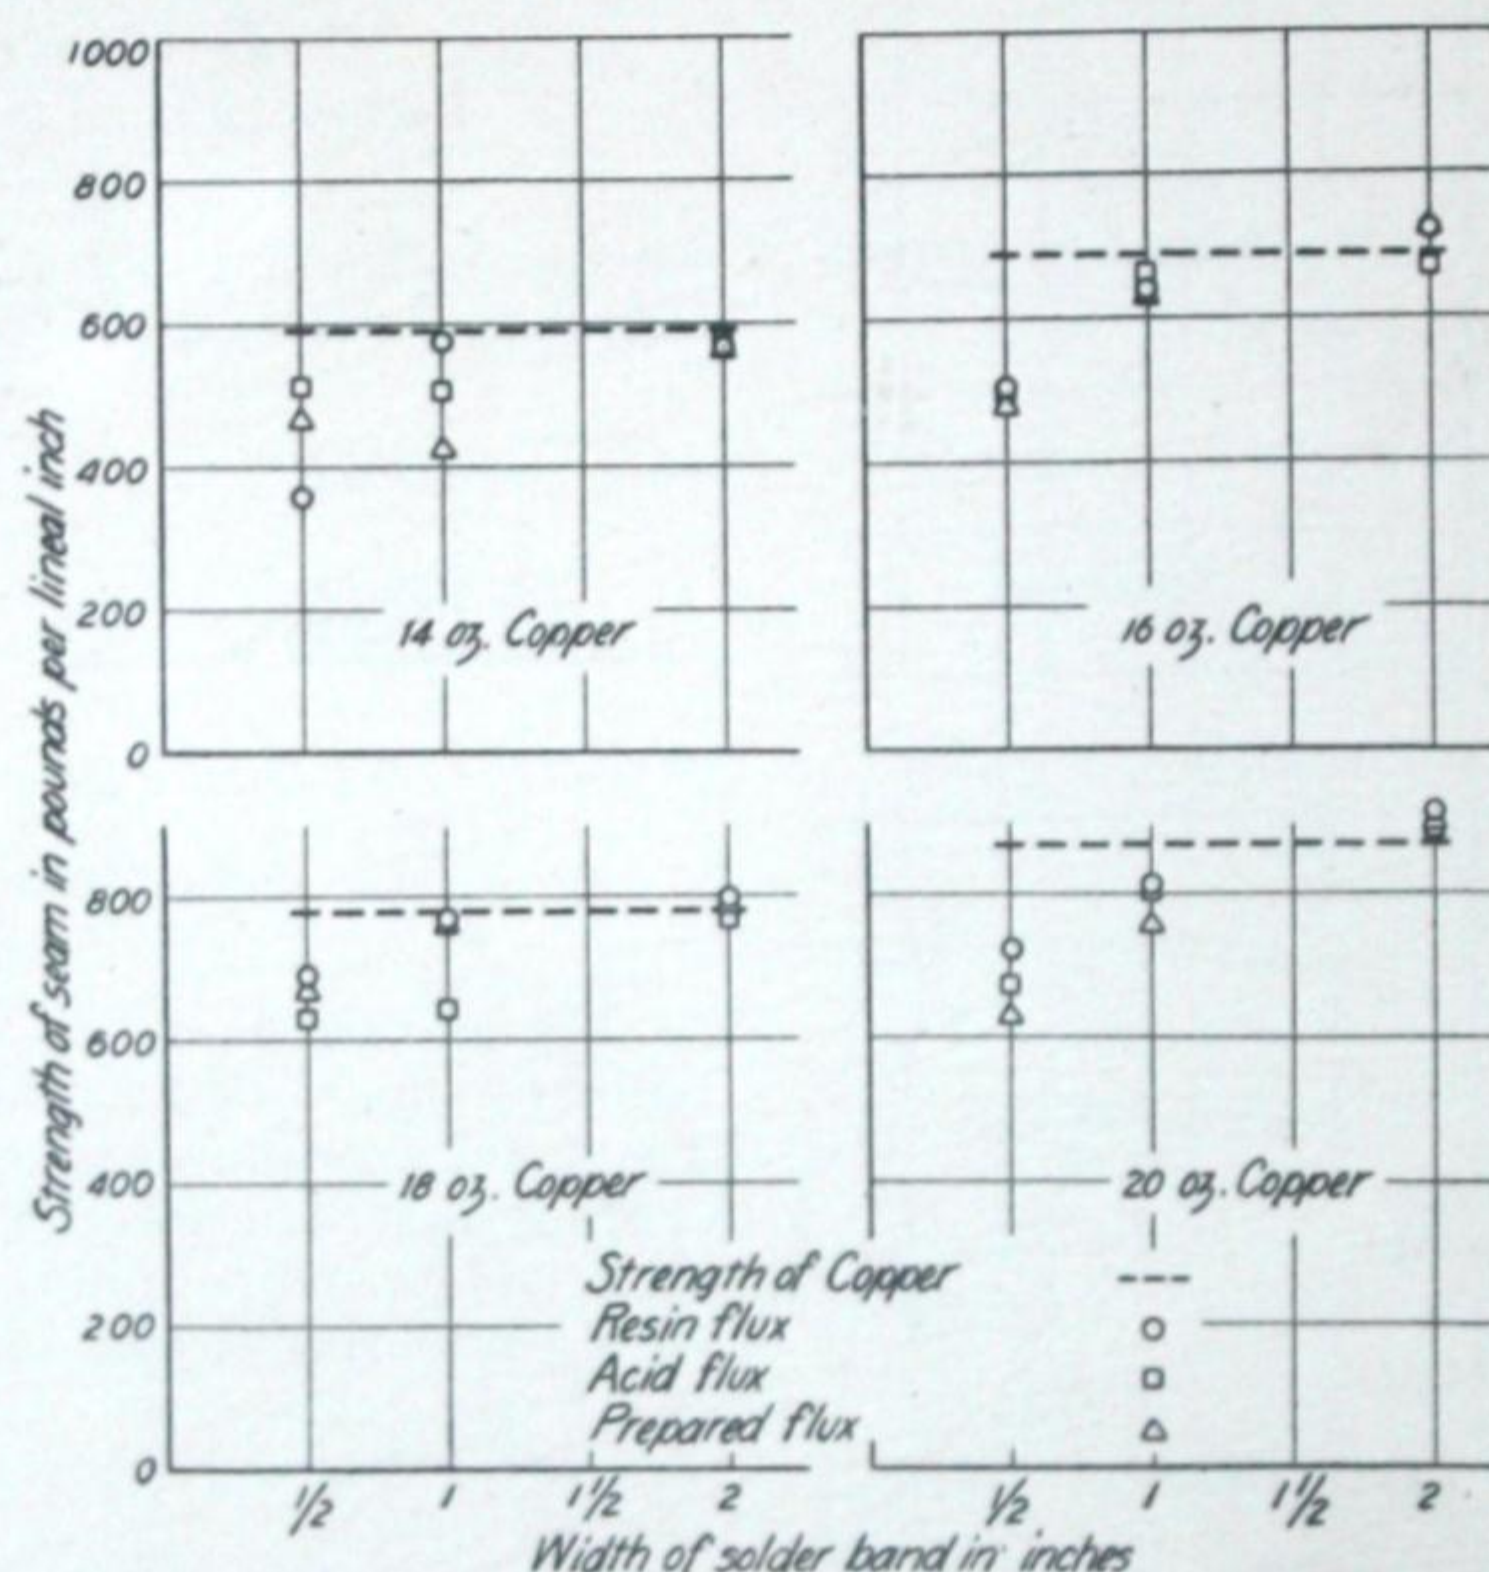 1000
800
600
400
200
0
14 oz. Copper
16 oz. Copper
800
600
400
200
0
18 oz. Copper
20 oz. Copper
Strength of Copper
Resin flux
Acid flux
Prepared flux
1/2 1 1 1/2 2
1/2 1 1 1/2 2
Width of solder band in inches
Strength of seam in pounds per lineal inch